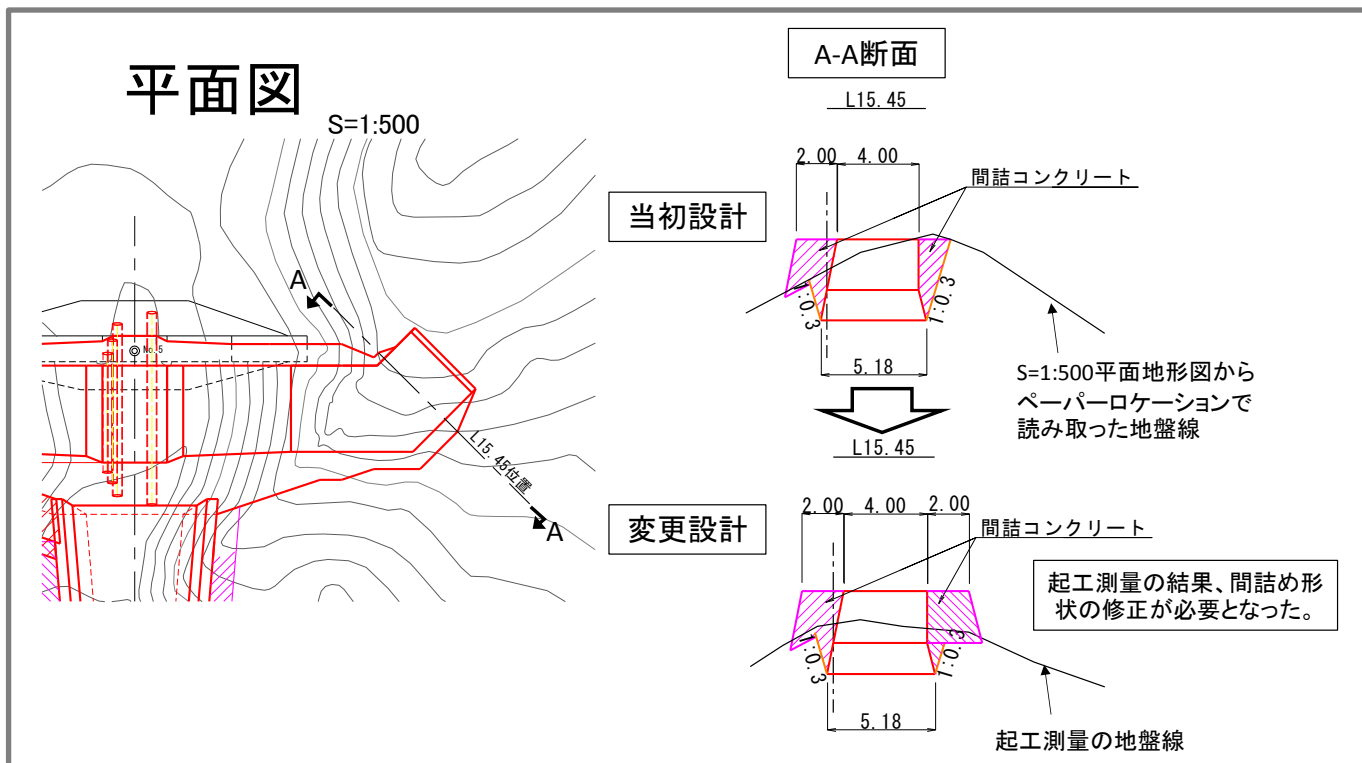 平面図
S=1:500
A
No.5
L15.45位置
A
A-A断面
L15.45
当初設計
2.00
4.00
間詰コンクリート
1:0.3
1:0.3
5.18
S=1:500平面地形図から
ペーパーロケーションで
読み取った地盤線
L15.45
変更設計
2.00
4.00
2.00
間詰コンクリート
起工測量の結果、間詰め形
状の修正が必要となった。
1:0.3
1:0.3
5.18
起工測量の地盤線